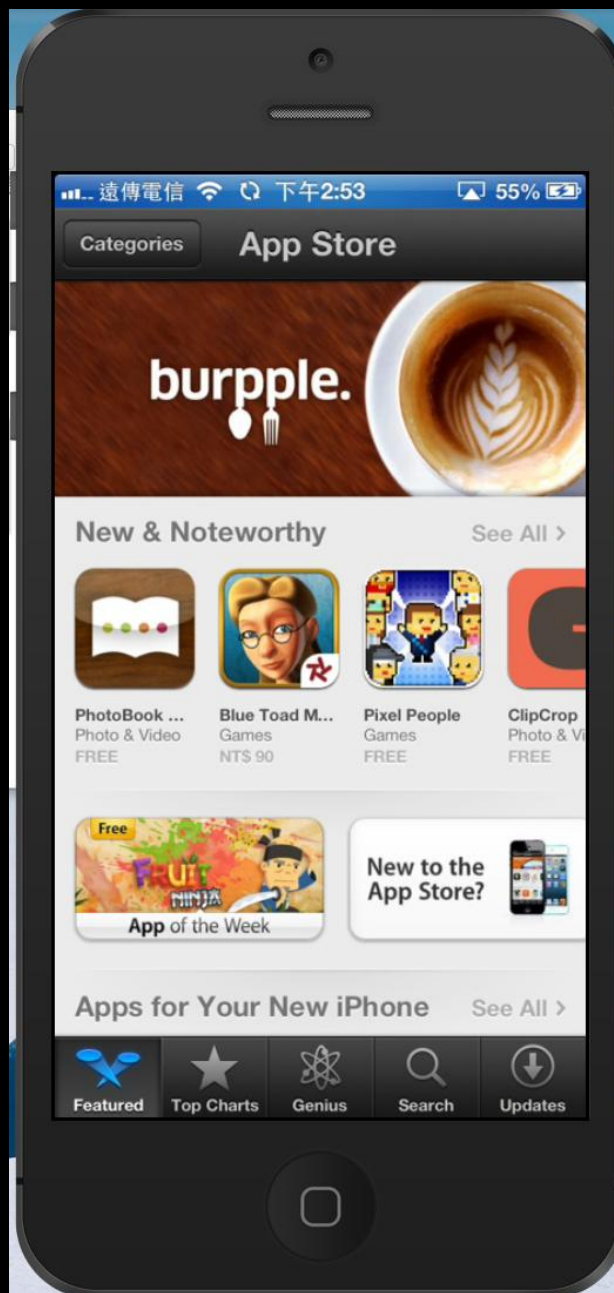 遠傳電信 下午2:53 55%
Categories App Store
burpple.
New & Noteworthy See All >
PhotoBook ... Blue Toad M... Pixel People ClipCrop
Photo & Video Games Games Photo & Vi
FREE NT$ 90 FREE FREE
Free
FRUIT
NINJA
App of the Week
New to the
App Store?
Apps for Your New iPhone See All >
Featured Top Charts Genius Search Updates